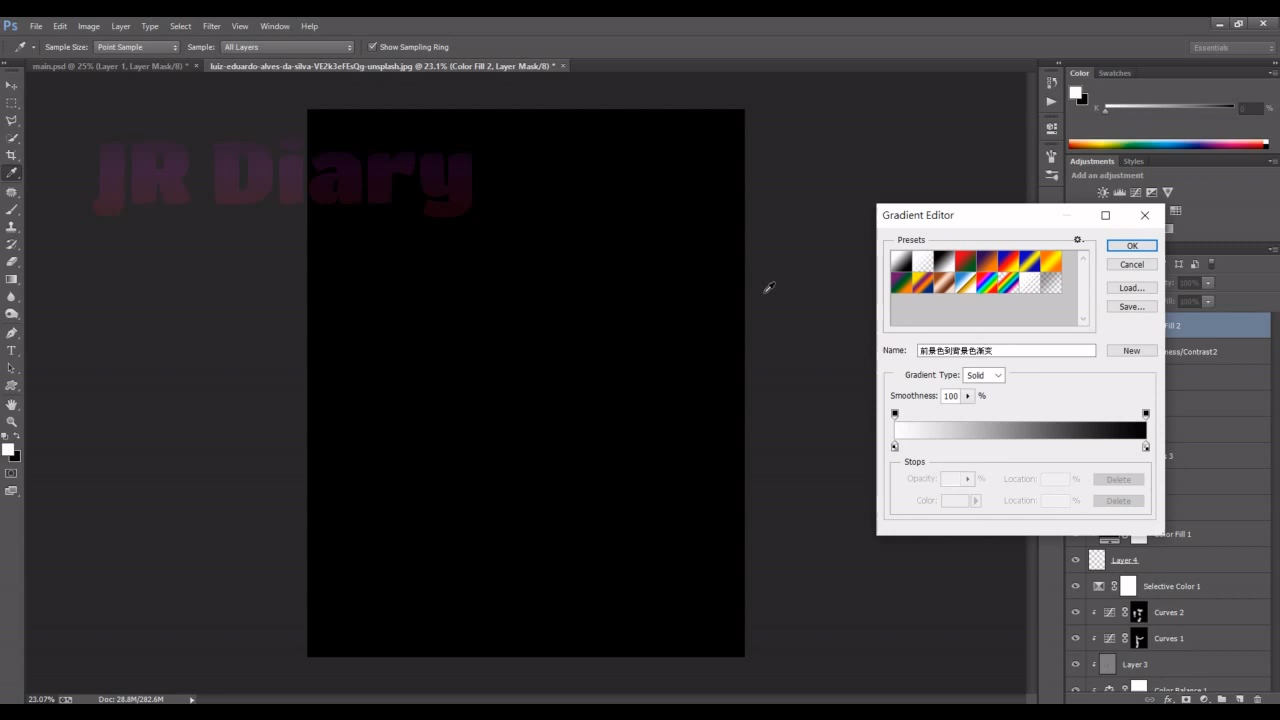 Ps File Edit Image Layer Type Select Filter View Window Help
Sample Size: Point Sample Sample: All Layers Show Sampling Ring Essentials
main.psd @ 25% (Layer 1, Layer Mask/8) * × luiz-eduardo-alves-da-silva-VE2k3eFEsQg-unsplash.jpg @ 23.1% (Color Fill 2, Layer Mask/8) * ×
Color Swatches
K 0 %
JR Diary
Adjustments Styles
Add an adjustment
Gradient Editor
Presets
OK
Cancel
Load...
Save...
Name: 前景色到背景色渐变 New
Gradient Type: Solid
Smoothness: 100 %
Stops
Opacity: % Location: % Delete
Color: Location: % Delete
100%
100%
Fill 2
ness/Contrast2
s 3
Color Fill 1
Layer 4
Selective Color 1
Curves 2
Curves 1
Layer 3
Color Balance 1
23.07% Doc: 28.8M/282.6M